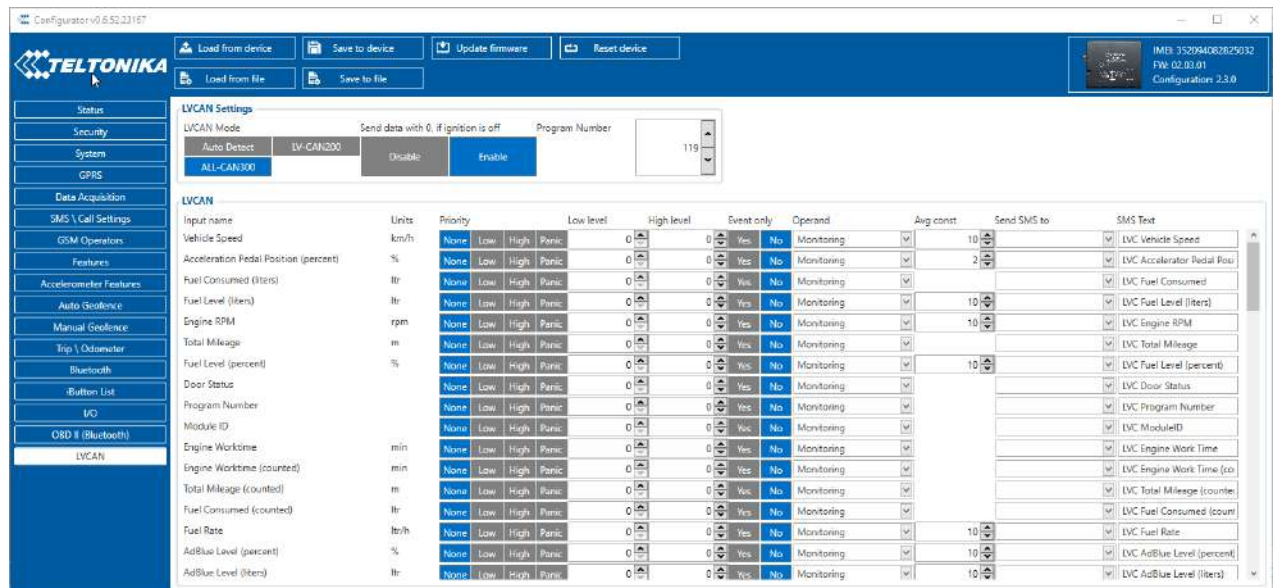 Configurator v0.6.52.23167
TELTONIKA
Load from device Save to device Update firmware Reset device
Load from file Save to file
IMEI: 352094082825032
FW: 02.03.01
Configuration: 2.3.0
Status
Security
System
GPRS
Data Acquisition
SMS \ Call Settings
GSM Operators
Features
Accelerometer Features
Auto Geofence
Manual Geofence
Trip \ Odometer
Bluetooth
iButton List
I/O
OBD II (Bluetooth)
LVCAN
LVCAN Settings
LVCAN Mode Send data with 0, if ignition is off Program Number
Auto Detect LV-CAN200 Disable Enable 119
ALL-CAN300
LVCAN
Input name Units Priority Low level High level Event only Operand Avg const Send SMS to SMS Text
Vehicle Speed km/h None Low High Panic 0 0 Yes No Monitoring 10 LVC Vehicle Speed
Acceleration Pedal Position (percent) % None Low High Panic 0 0 Yes No Monitoring 2 LVC Accelerator Pedal Posi
Fuel Consumed (liters) ltr None Low High Panic 0 0 Yes No Monitoring LVC Fuel Consumed
Fuel Level (liters) ltr None Low High Panic 0 0 Yes No Monitoring 10 LVC Fuel Level (liters)
Engine RPM rpm None Low High Panic 0 0 Yes No Monitoring 10 LVC Engine RPM
Total Mileage m None Low High Panic 0 0 Yes No Monitoring LVC Total Mileage
Fuel Level (percent) % None Low High Panic 0 0 Yes No Monitoring 10 LVC Fuel Level (percent)
Door Status None Low High Panic 0 0 Yes No Monitoring LVC Door Status
Program Number None Low High Panic 0 0 Yes No Monitoring LVC Program Number
Module ID None Low High Panic 0 0 Yes No Monitoring LVC ModuleID
Engine Worktime min None Low High Panic 0 0 Yes No Monitoring LVC Engine Work Time
Engine Worktime (counted) min None Low High Panic 0 0 Yes No Monitoring LVC Engine Work Time (co
Total Mileage (counted) m None Low High Panic 0 0 Yes No Monitoring LVC Total Mileage (counte
Fuel Consumed (counted) ltr None Low High Panic 0 0 Yes No Monitoring LVC Fuel Consumed (count
Fuel Rate ltr/h None Low High Panic 0 0 Yes No Monitoring 10 LVC Fuel Rate
AdBlue Level (percent) % None Low High Panic 0 0 Yes No Monitoring 10 LVC AdBlue Level (percent)
AdBlue Level (liters) ltr None Low High Panic 0 0 Yes No Monitoring 10 LVC AdBlue Level (liters)